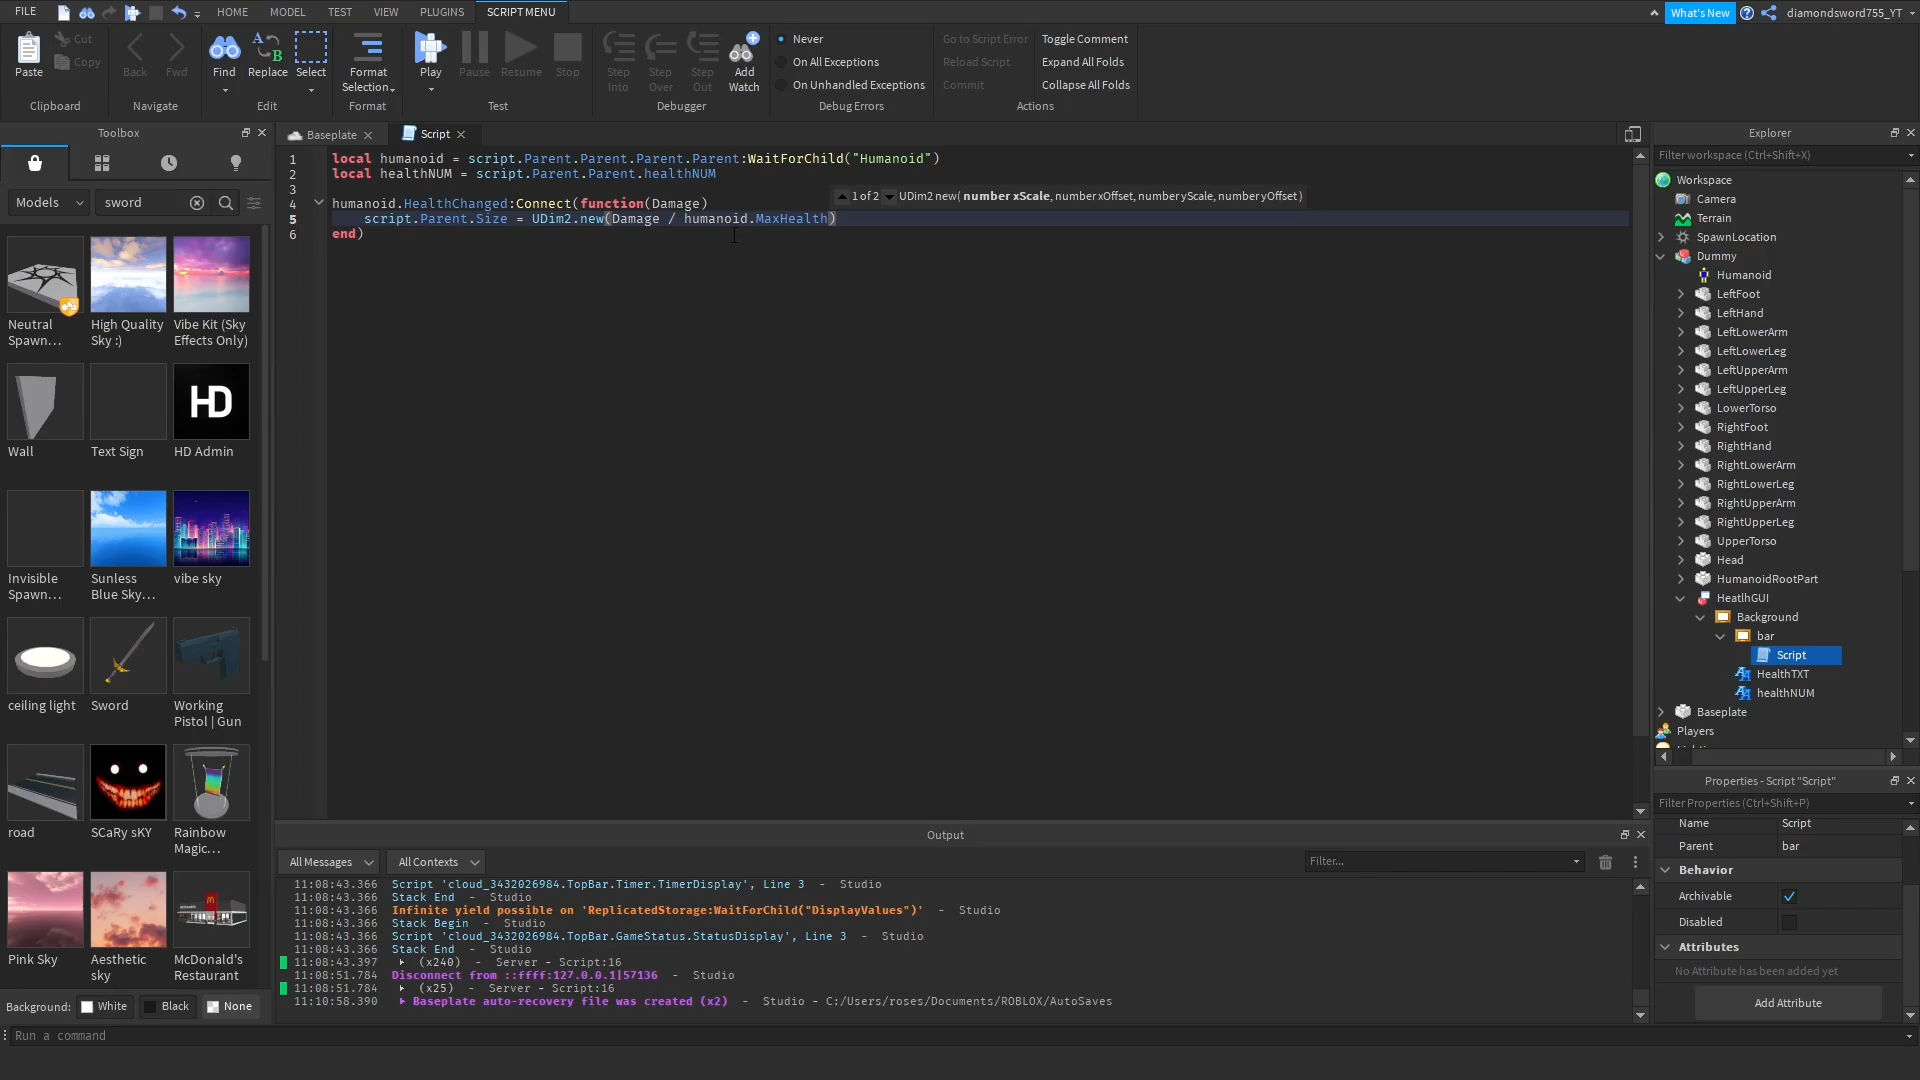 FILE HOME MODEL TEST VIEW PLUGINS SCRIPT MENU What's New diamondsword755_YT
Paste Cut Copy Clipboard
Back Fwd Navigate
Find Replace Select Edit
Format Selection Format
Play Pause Resume Stop Test
Step Into Step Over Step Out Add Watch Debugger
Never
On All Exceptions
On Unhandled Exceptions
Debug Errors
Go to Script Error Toggle Comment
Reload Script Expand All Folds
Commit Collapse All Folds
Actions
Toolbox
Models sword
Neutral Spawn... High Quality Sky :) Vibe Kit (Sky Effects Only)
Wall Text Sign HD HD Admin
Invisible Spawn... Sunless Blue Sky... vibe sky
ceiling light Sword Working Pistol | Gun
road SCaRy sKY Rainbow Magic...
Pink Sky Aesthetic sky McDonald's Restaurant
Background: White Black None
Baseplate Script
1 local humanoid = script.Parent.Parent.Parent.Parent:WaitForChild("Humanoid")
2 local healthNUM = script.Parent.Parent.healthNUM
3
1 of 2 UDim2 new( number xScale, number xOffset, number yScale, number yOffset)
4 humanoid.HealthChanged:Connect(function(Damage)
5 script.Parent.Size = UDim2.new(Damage / humanoid.MaxHealth)
6 end)
Output
All Messages All Contexts Filter...
11:08:43.366 Script 'cloud_3432026984.TopBar.Timer.TimerDisplay', Line 3 - Studio
11:08:43.366 Stack End - Studio
11:08:43.366 Infinite yield possible on 'ReplicatedStorage:WaitForChild("DisplayValues")' - Studio
11:08:43.366 Stack Begin - Studio
11:08:43.366 Script 'cloud_3432026984.TopBar.GameStatus.StatusDisplay', Line 3 - Studio
11:08:43.366 Stack End - Studio
11:08:43.397 (x240) - Server - Script:16
11:08:51.784 Disconnect from ::ffff:127.0.0.1|57136 - Studio
11:08:51.784 (x25) - Server - Script:16
11:10:58.390 Baseplate auto-recovery file was created (x2) - Studio - C:/Users/roses/Documents/ROBLOX/AutoSaves
Run a command
Explorer
Filter workspace (Ctrl+Shift+X)
Workspace
Camera
Terrain
SpawnLocation
Dummy
Humanoid
LeftFoot
LeftHand
LeftLowerArm
LeftLowerLeg
LeftUpperArm
LeftUpperLeg
LowerTorso
RightFoot
RightHand
RightLowerArm
RightLowerLeg
RightUpperArm
RightUpperLeg
UpperTorso
Head
HumanoidRootPart
HeatlhGUI
Background
bar
Script
HealthTXT
healthNUM
Baseplate
Players
Properties - Script "Script"
Filter Properties (Ctrl+Shift+P)
Name Script
Parent bar
Behavior
Archivable
Disabled
Attributes
No Attribute has been added yet
Add Attribute